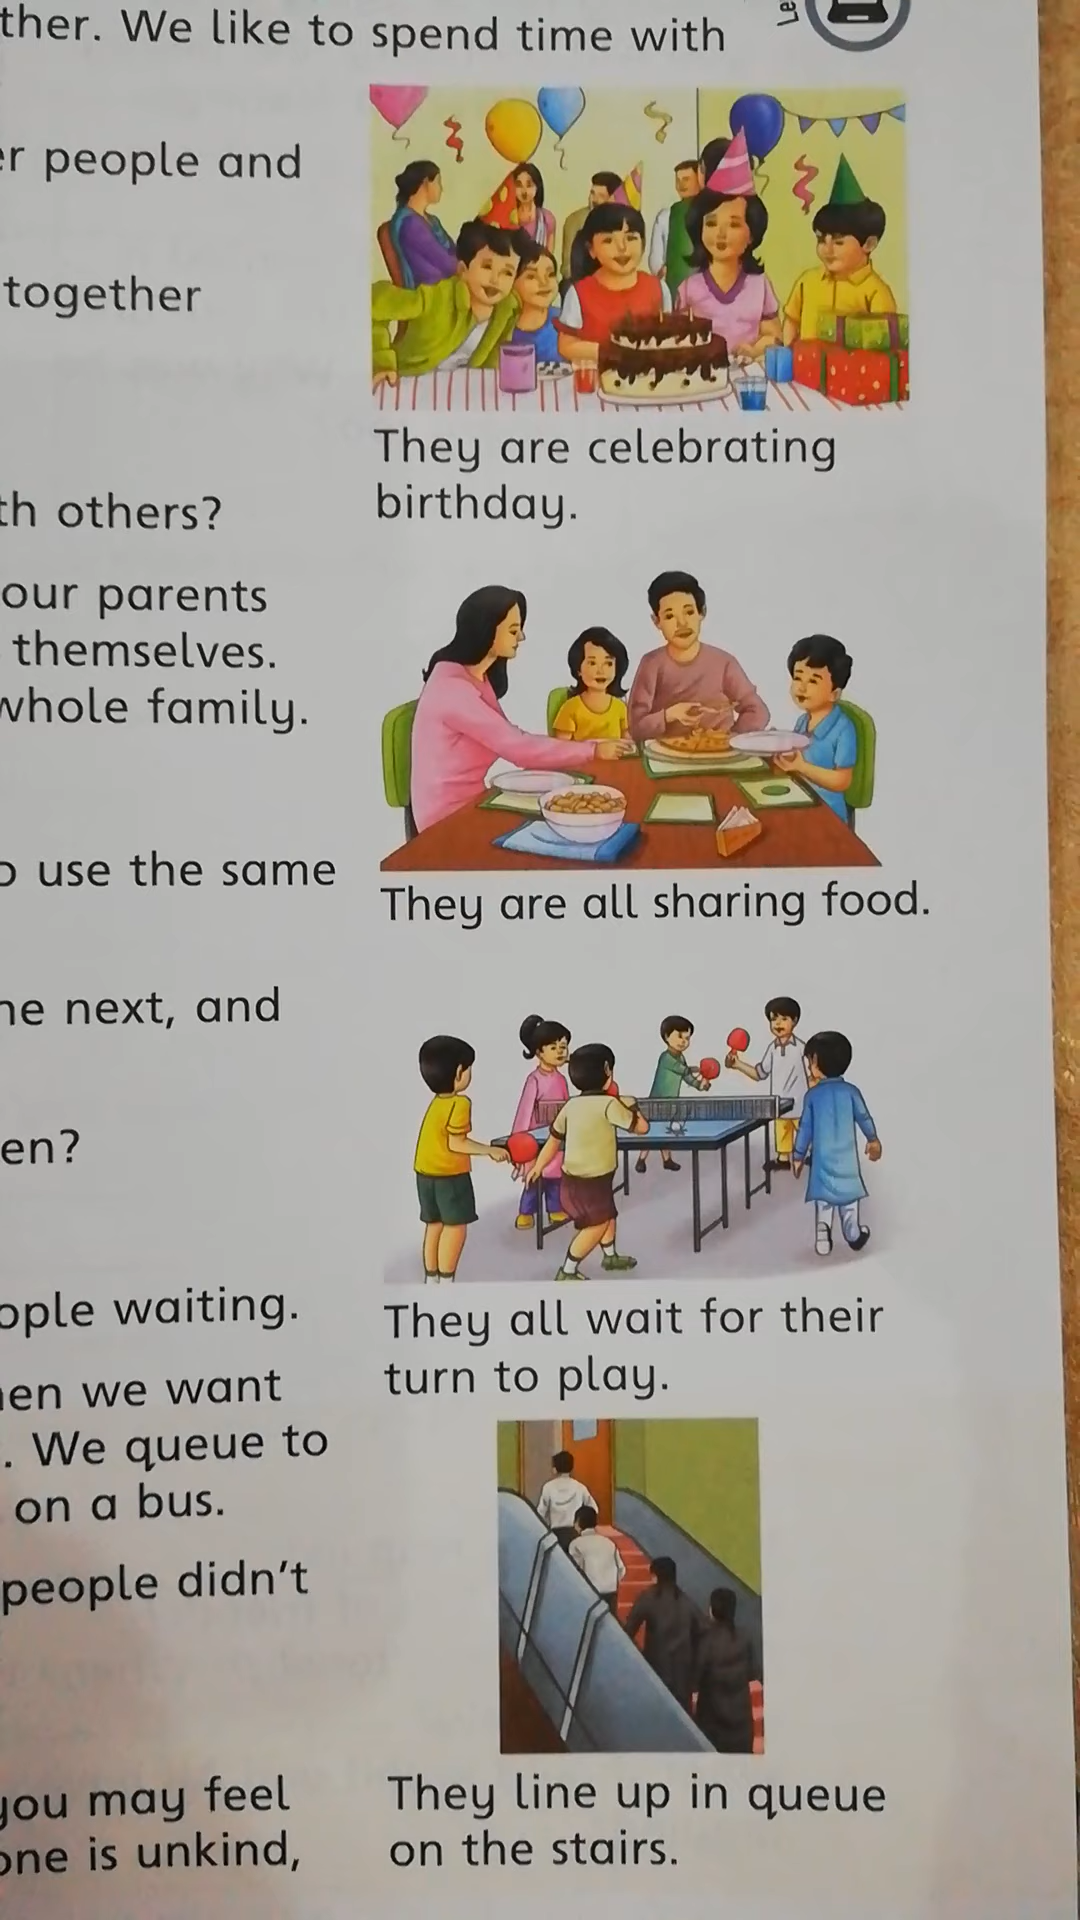 ther. We like to spend time with
er people and
together
They are celebrating
birthday.
th others?
our parents
themselves.
whole family.
o use the same
They are all sharing food.
ne next, and
en?
ople waiting.
They all wait for their
turn to play.
en we want
. We queue to
on a bus.
people didn't
you may feel
one is unkind,
They line up in queue
on the stairs.